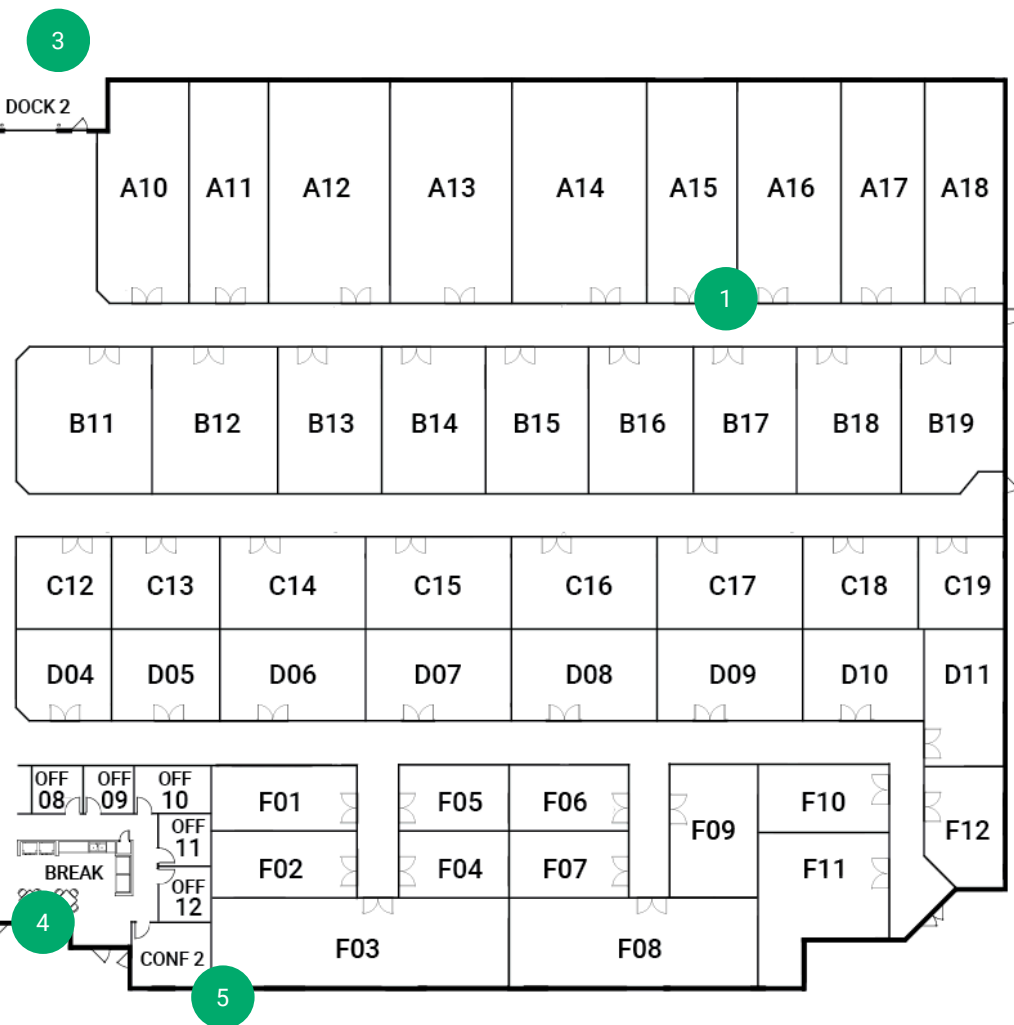 3
DOCK 2
A10 A11 A12 A13 A14 A15 A16 A17 A18
1
B11 B12 B13 B14 B15 B16 B17 B18 B19
C12 C13 C14 C15 C16 C17 C18 C19
D04 D05 D06 D07 D08 D09 D10 D11
OFF 08
OFF 09
OFF 10
F01 F05 F06 F10
OFF 11
F09 F12
BREAK
F02 F04 F07 F11
OFF 12
4
F03 F08
CONF 2
5